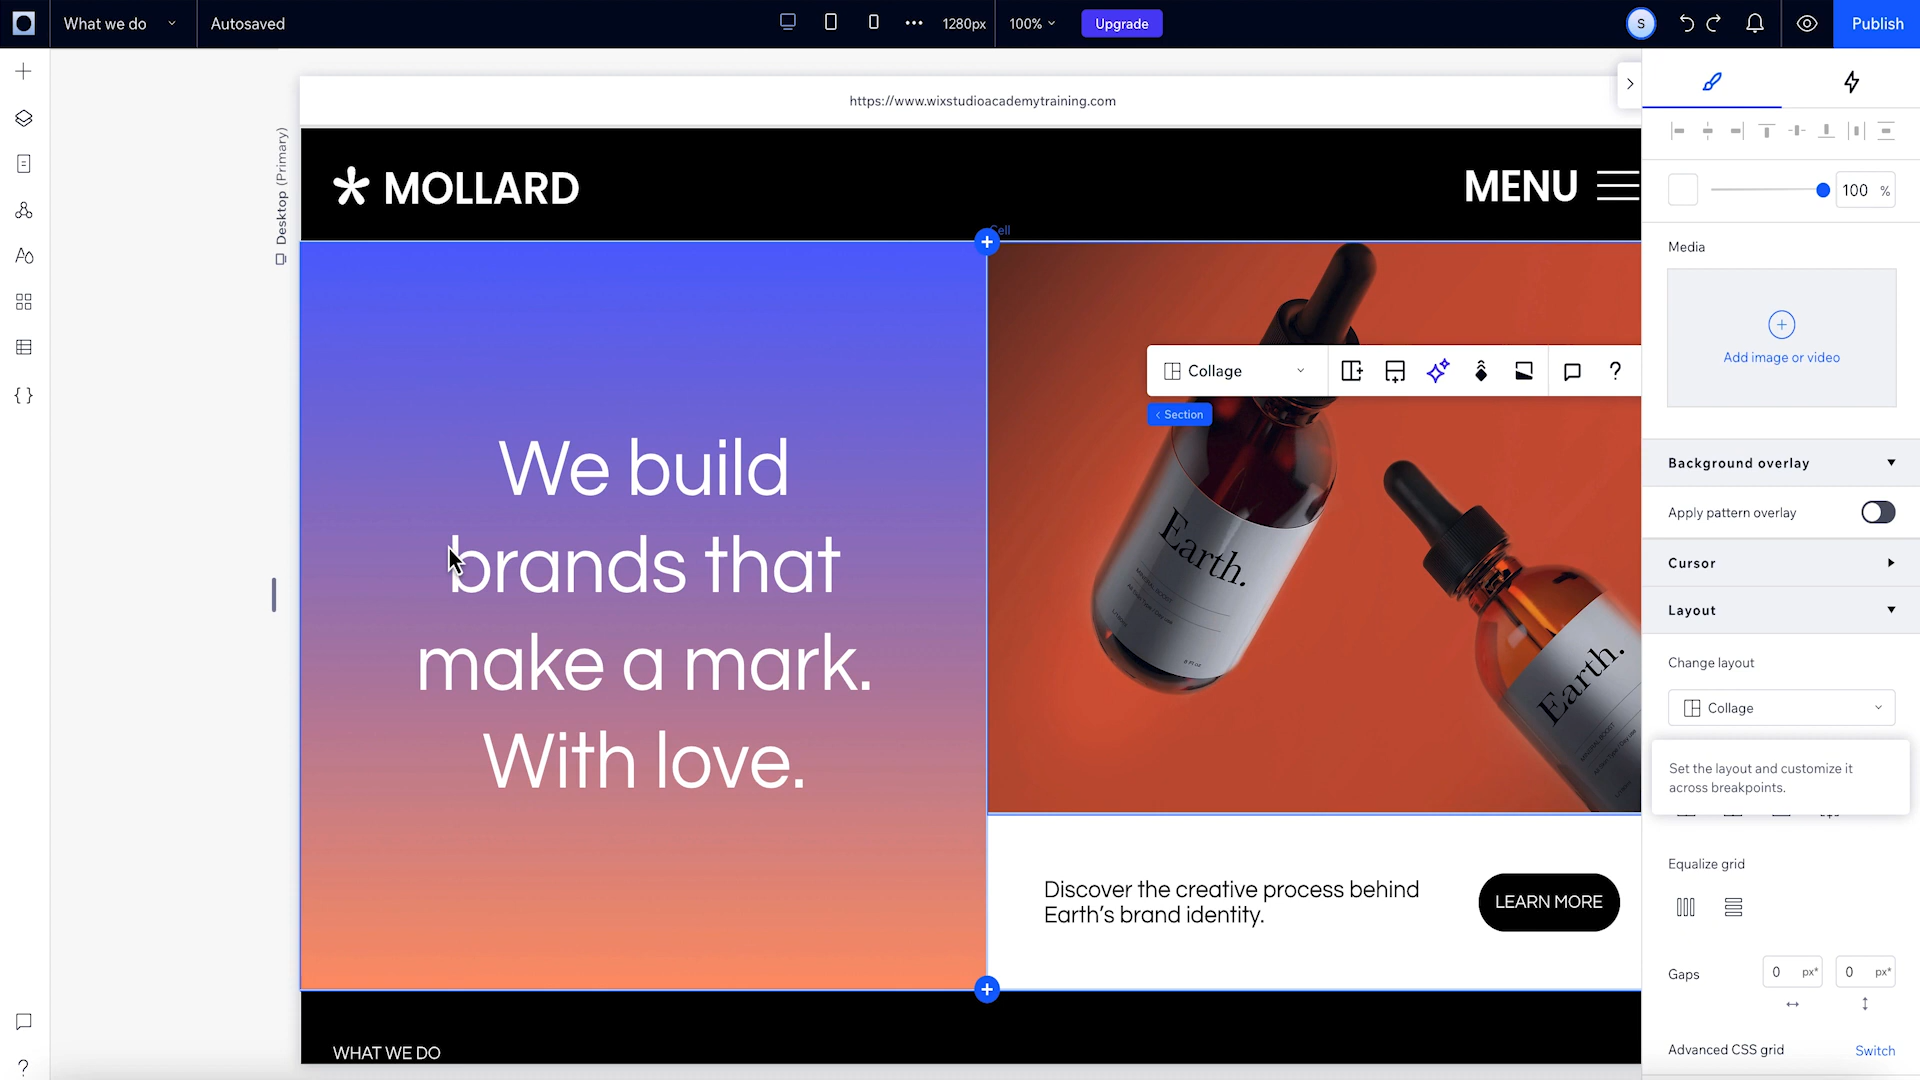 What we do
Autosaved
1280px
100%
Upgrade
S
Publish
https://www.wixstudioacademytraining.com
Desktop (Primary)
MOLLARD
MENU
Cell
100 %
Media
Add image or video
Collage
Section
Background overlay
Apply pattern overlay
Cursor
Layout
Change layout
Collage
Set the layout and customize it
across breakpoints.
Equalize grid
Gaps
0 px*
0 px*
Advanced CSS grid
Switch
We build
brands that
make a mark.
With love.
Earth.
Earth.
Discover the creative process behind
Earth's brand identity.
LEARN MORE
WHAT WE DO